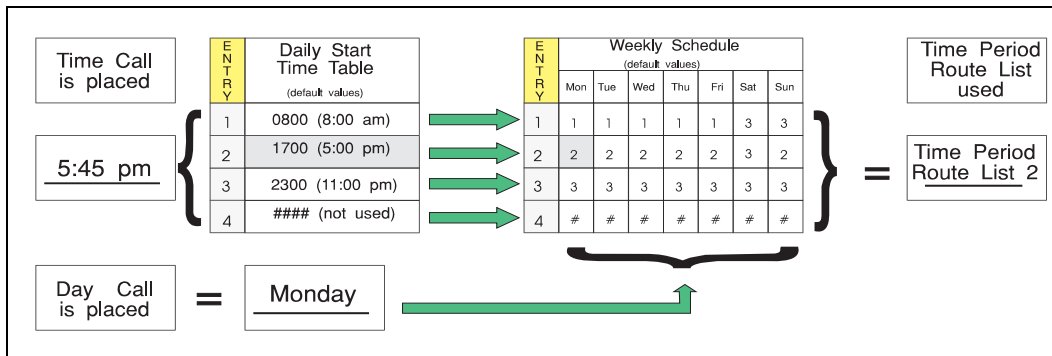 Time Call
is placed
5:45 pm
ENTRY
Daily Start
Time Table
(default values)
1 0800 (8:00 am)
2 1700 (5:00 pm)
3 2300 (11:00 pm)
4 #### (not used)
ENTRY
Weekly Schedule
(default values)
Mon Tue Wed Thu Fri Sat Sun
1 1 1 1 1 1 3 3
2 2 2 2 2 2 3 2
3 3 3 3 3 3 3 3
4 # # # # # # #
=
Time Period
Route List
used
Time Period
Route List 2
Day Call
is placed
=
Monday